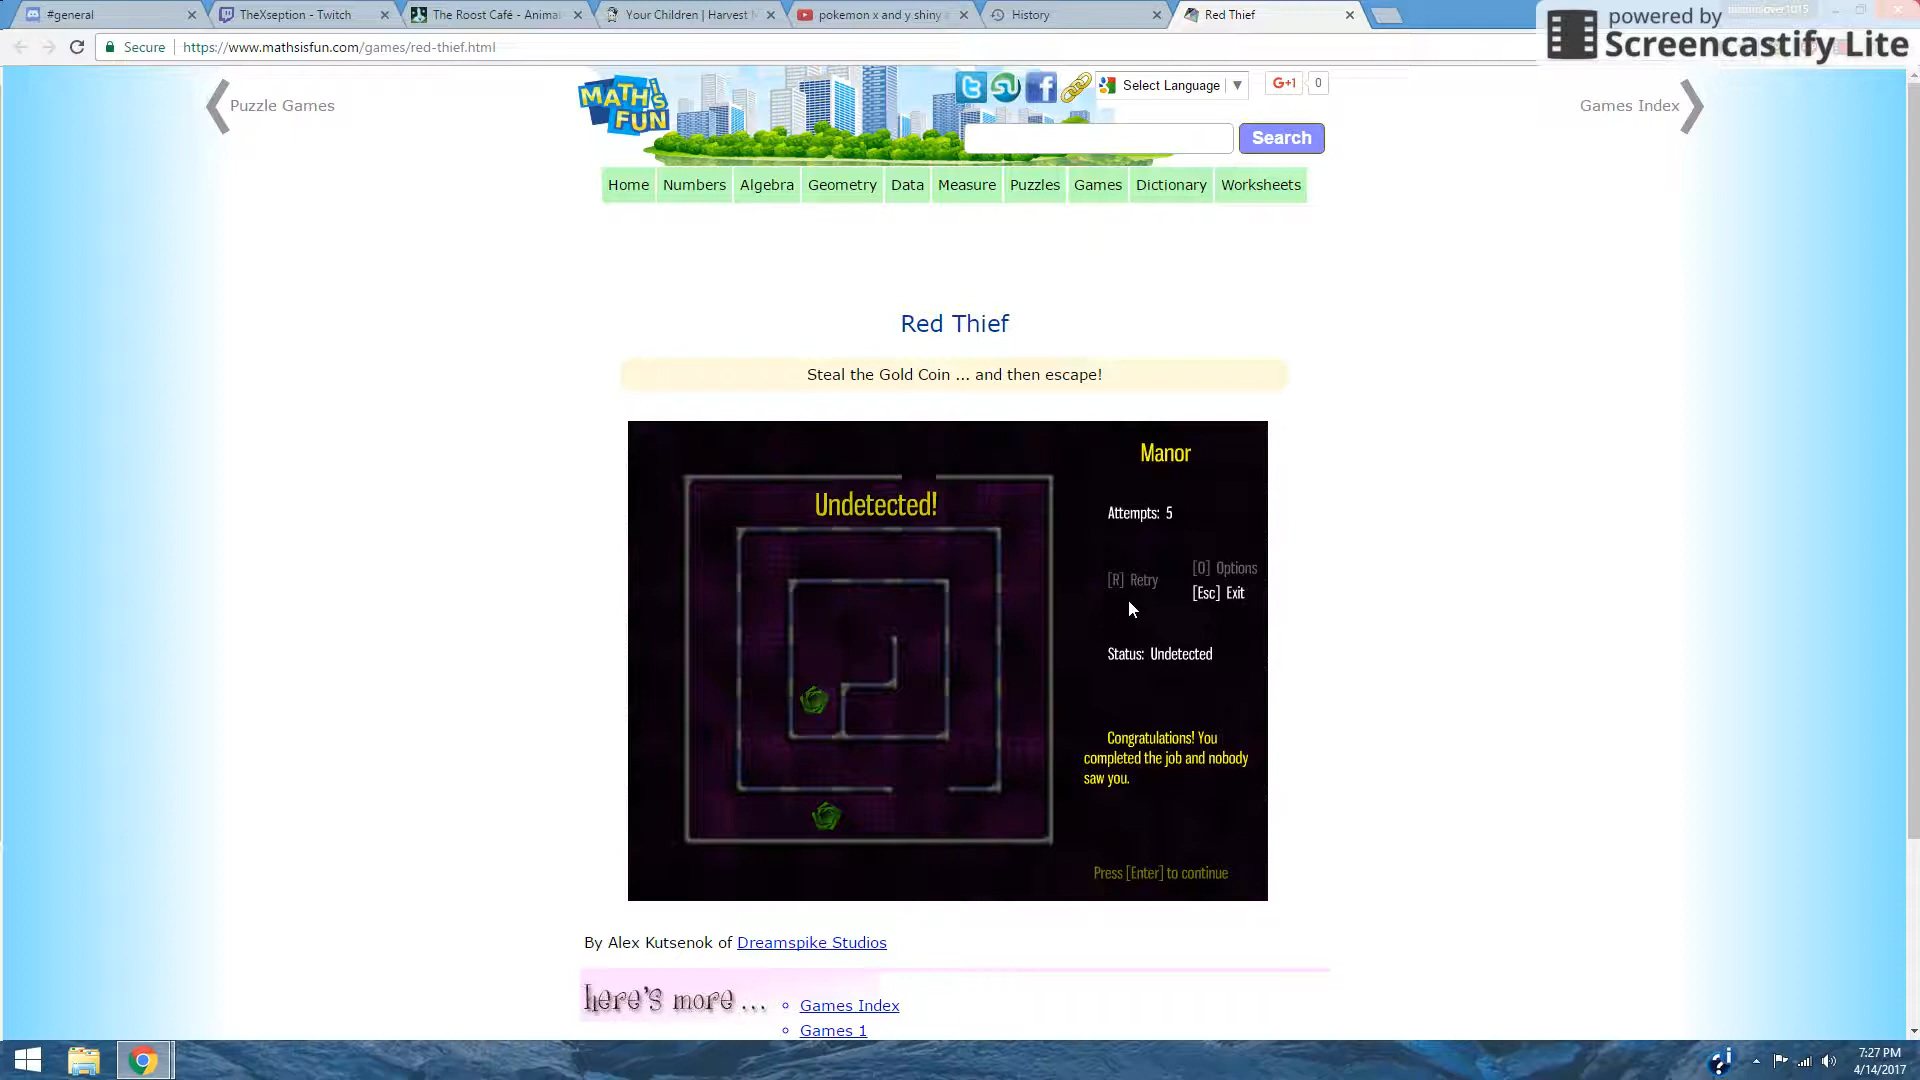 #general
TheXseption - Twitch
The Roost Café - Anima
Your Children | Harvest M
pokemon x and y shiny
History
Red Thief
powered by
Screencastify Lite
Secure
https://www.mathsisfun.com/games/red-thief.html
Puzzle Games
MATH is FUN
Select Language
G+1
0
Games Index
Search
Home
Numbers
Algebra
Geometry
Data
Measure
Puzzles
Games
Dictionary
Worksheets
Red Thief
Steal the Gold Coin ... and then escape!
Undetected!
Manor
Attempts: 5
[R] Retry
[O] Options
[Esc] Exit
Status: Undetected
Congratulations! You
completed the job and nobody
saw you.
Press [Enter] to continue
By Alex Kutsenok of Dreamspike Studios
here's more ...
Games Index
Games 1
7:27 PM
4/14/2017